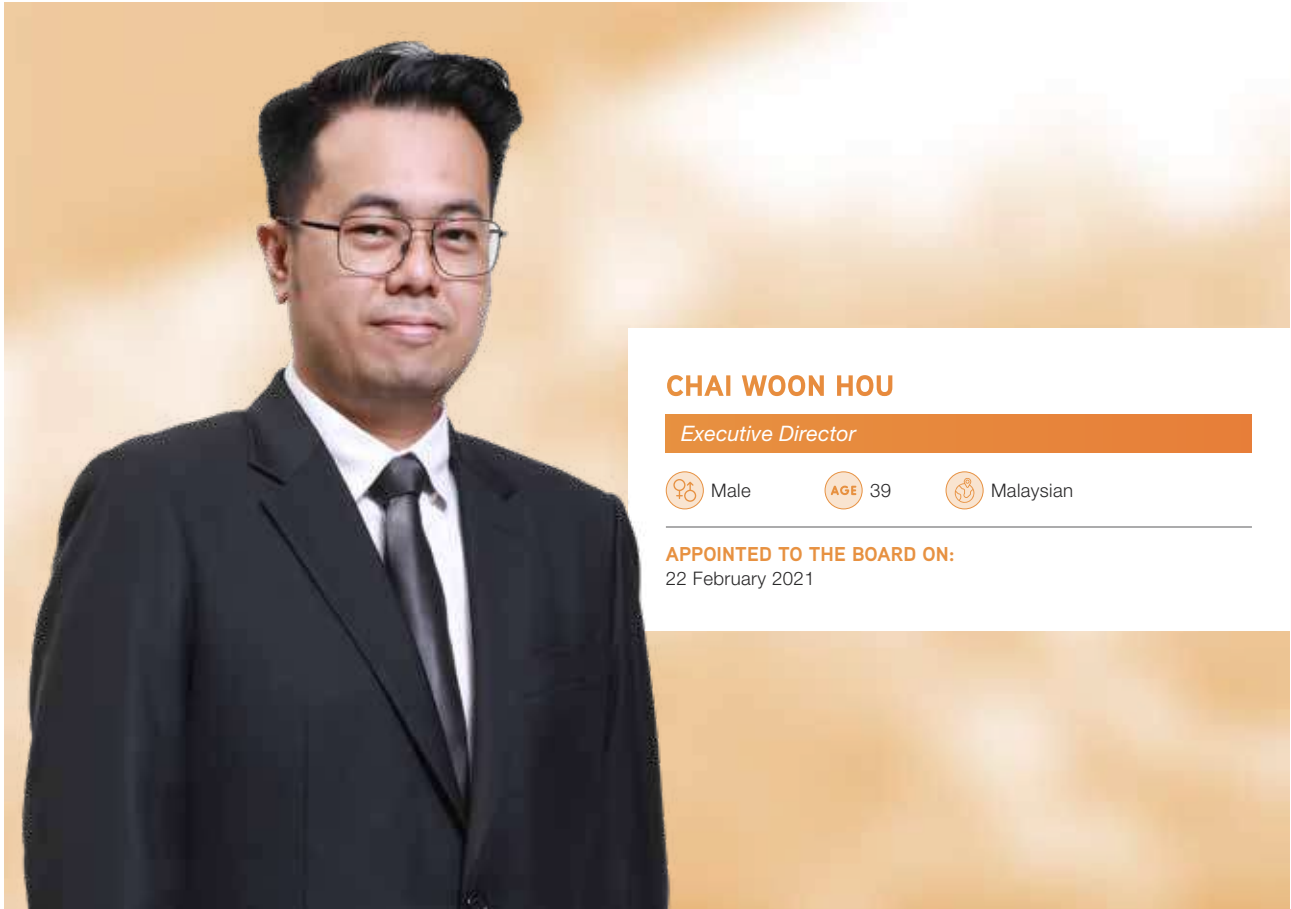 CHAI WOON HOU
Executive Director
Male AGE 39 Malaysian
APPOINTED TO THE BOARD ON:
22 February 2021